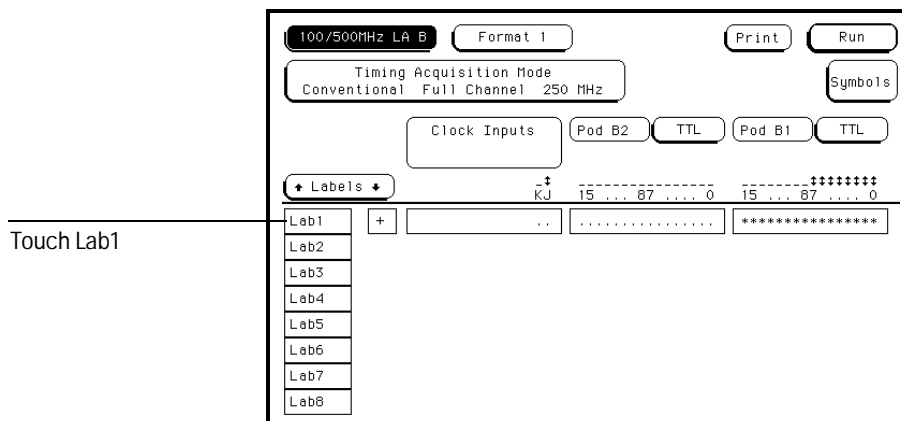 100/500MHz LA B Format 1 Print Run
Timing Acquisition Mode
Conventional Full Channel 250 MHz
Symbols
Clock Inputs Pod B2 TTL Pod B1 TTL
↑ Labels ↓
_↕ ________________ ________↕↕↕↕↕↕↕↕
KJ 15 ... 87 .... 0 15 ... 87 .... 0
Lab1 + .. ................ ****************
Touch Lab1
Lab2
Lab3
Lab4
Lab5
Lab6
Lab7
Lab8